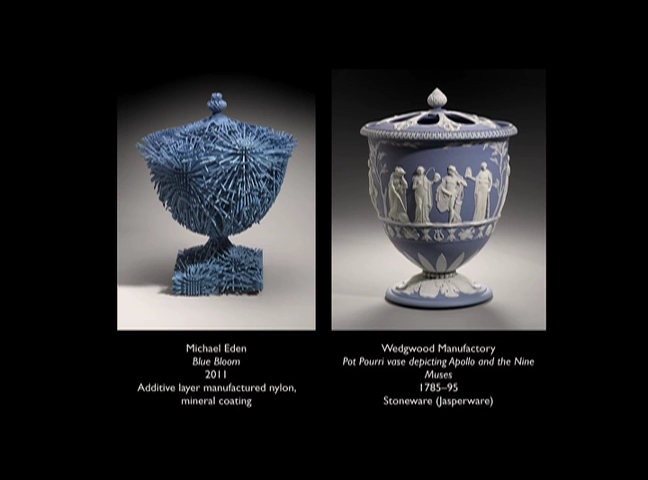 Michael Eden
Blue Bloom
2011
Additive layer manufactured nylon,
mineral coating
Wedgwood Manufactory
Pot Pourri vase depicting Apollo and the Nine
Muses
1785–95
Stoneware (Jasperware)